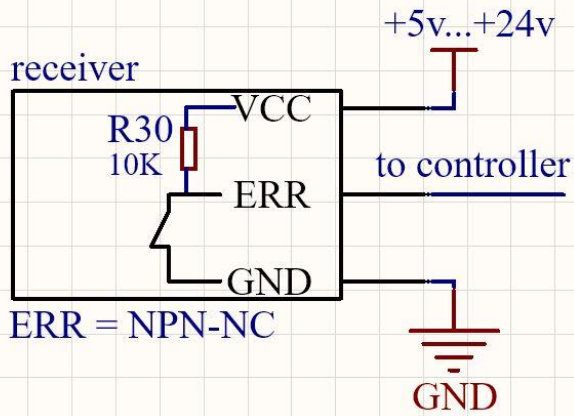 +5v...+24v
receiver
VCC
R30
10K
to controller
ERR
GND
ERR = NPN-NC
GND